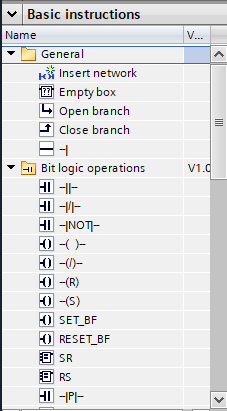 Basic instructions
Name V...
General
Insert network
Empty box
Open branch
Close branch
–|
Bit logic operations V1.0
–||–
–|/|–
–|NOT|–
–( )–
–(/)–
–(R)
–(S)
SET_BF
RESET_BF
SR
RS
–|P|–